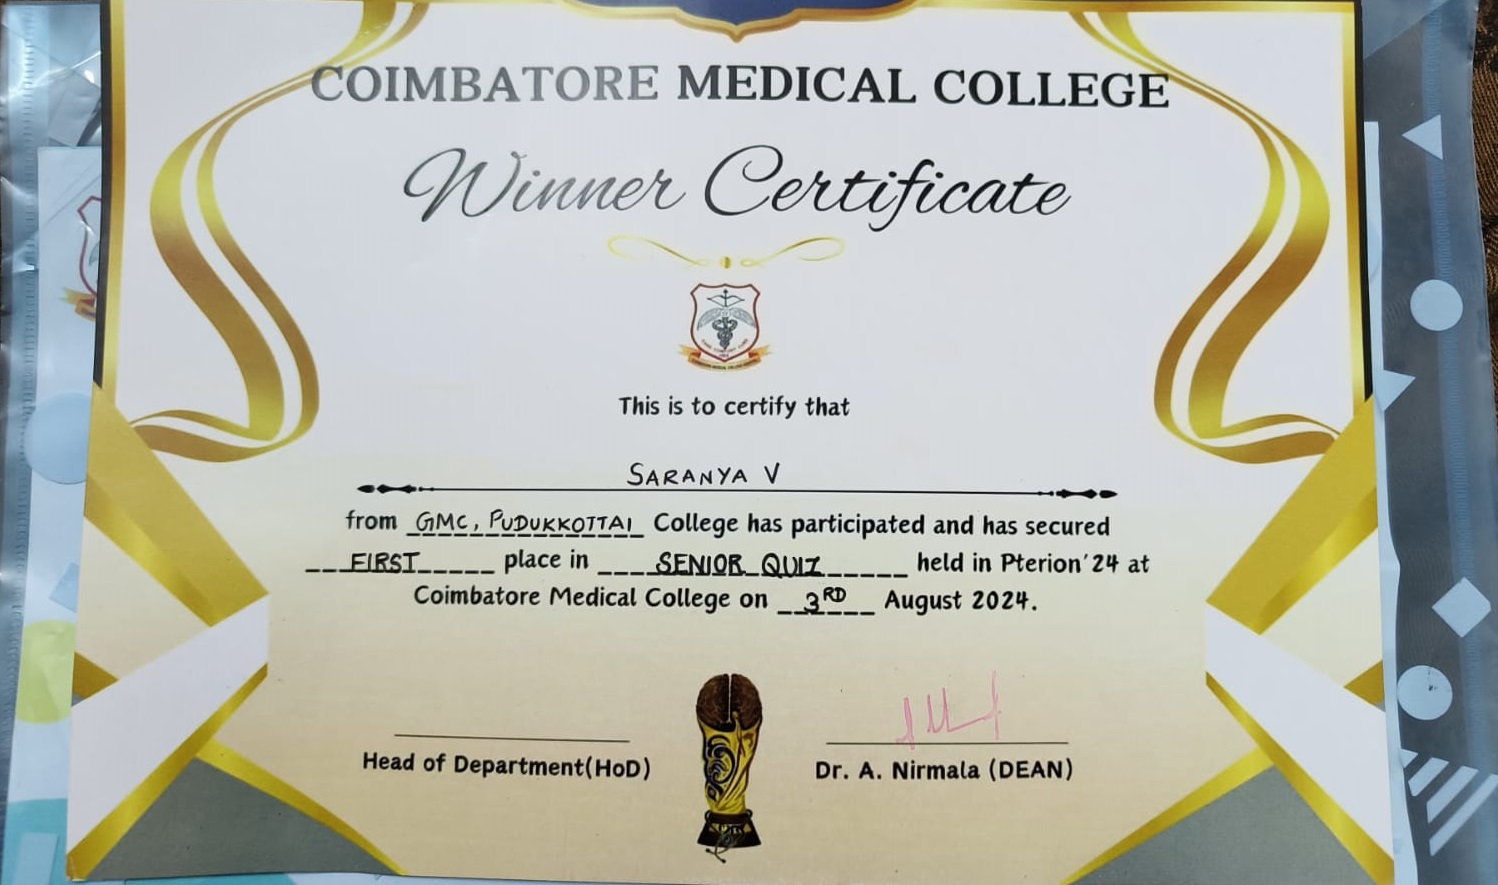 COIMBATORE MEDICAL COLLEGE
Winner Certificate
This is to certify that
SARANYA V
from GMC, PUDUKKOTTAI College has participated and has secured
FIRST place in SENIOR QUIZ held in Pterion'24 at
Coimbatore Medical College on 3RD August 2024.
Head of Department(HoD)
Dr. A. Nirmala (DEAN)